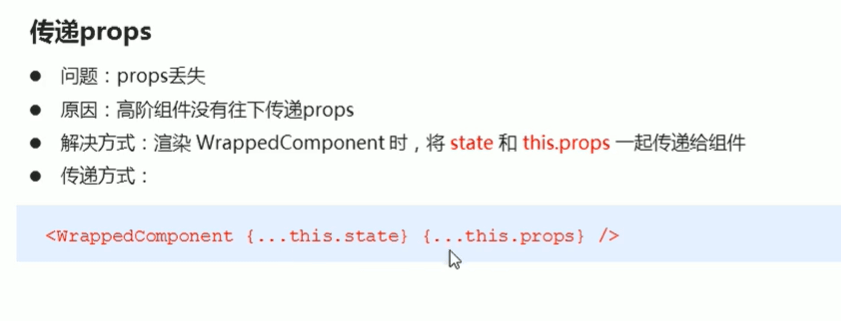 传递props
● 问题：props丢失
● 原因：高阶组件没有往下传递props
● 解决方式：渲染 WrappedComponent 时，将 state 和 this.props 一起传递给组件
● 传递方式：
<WrappedComponent {...this.state} {...this.props} />